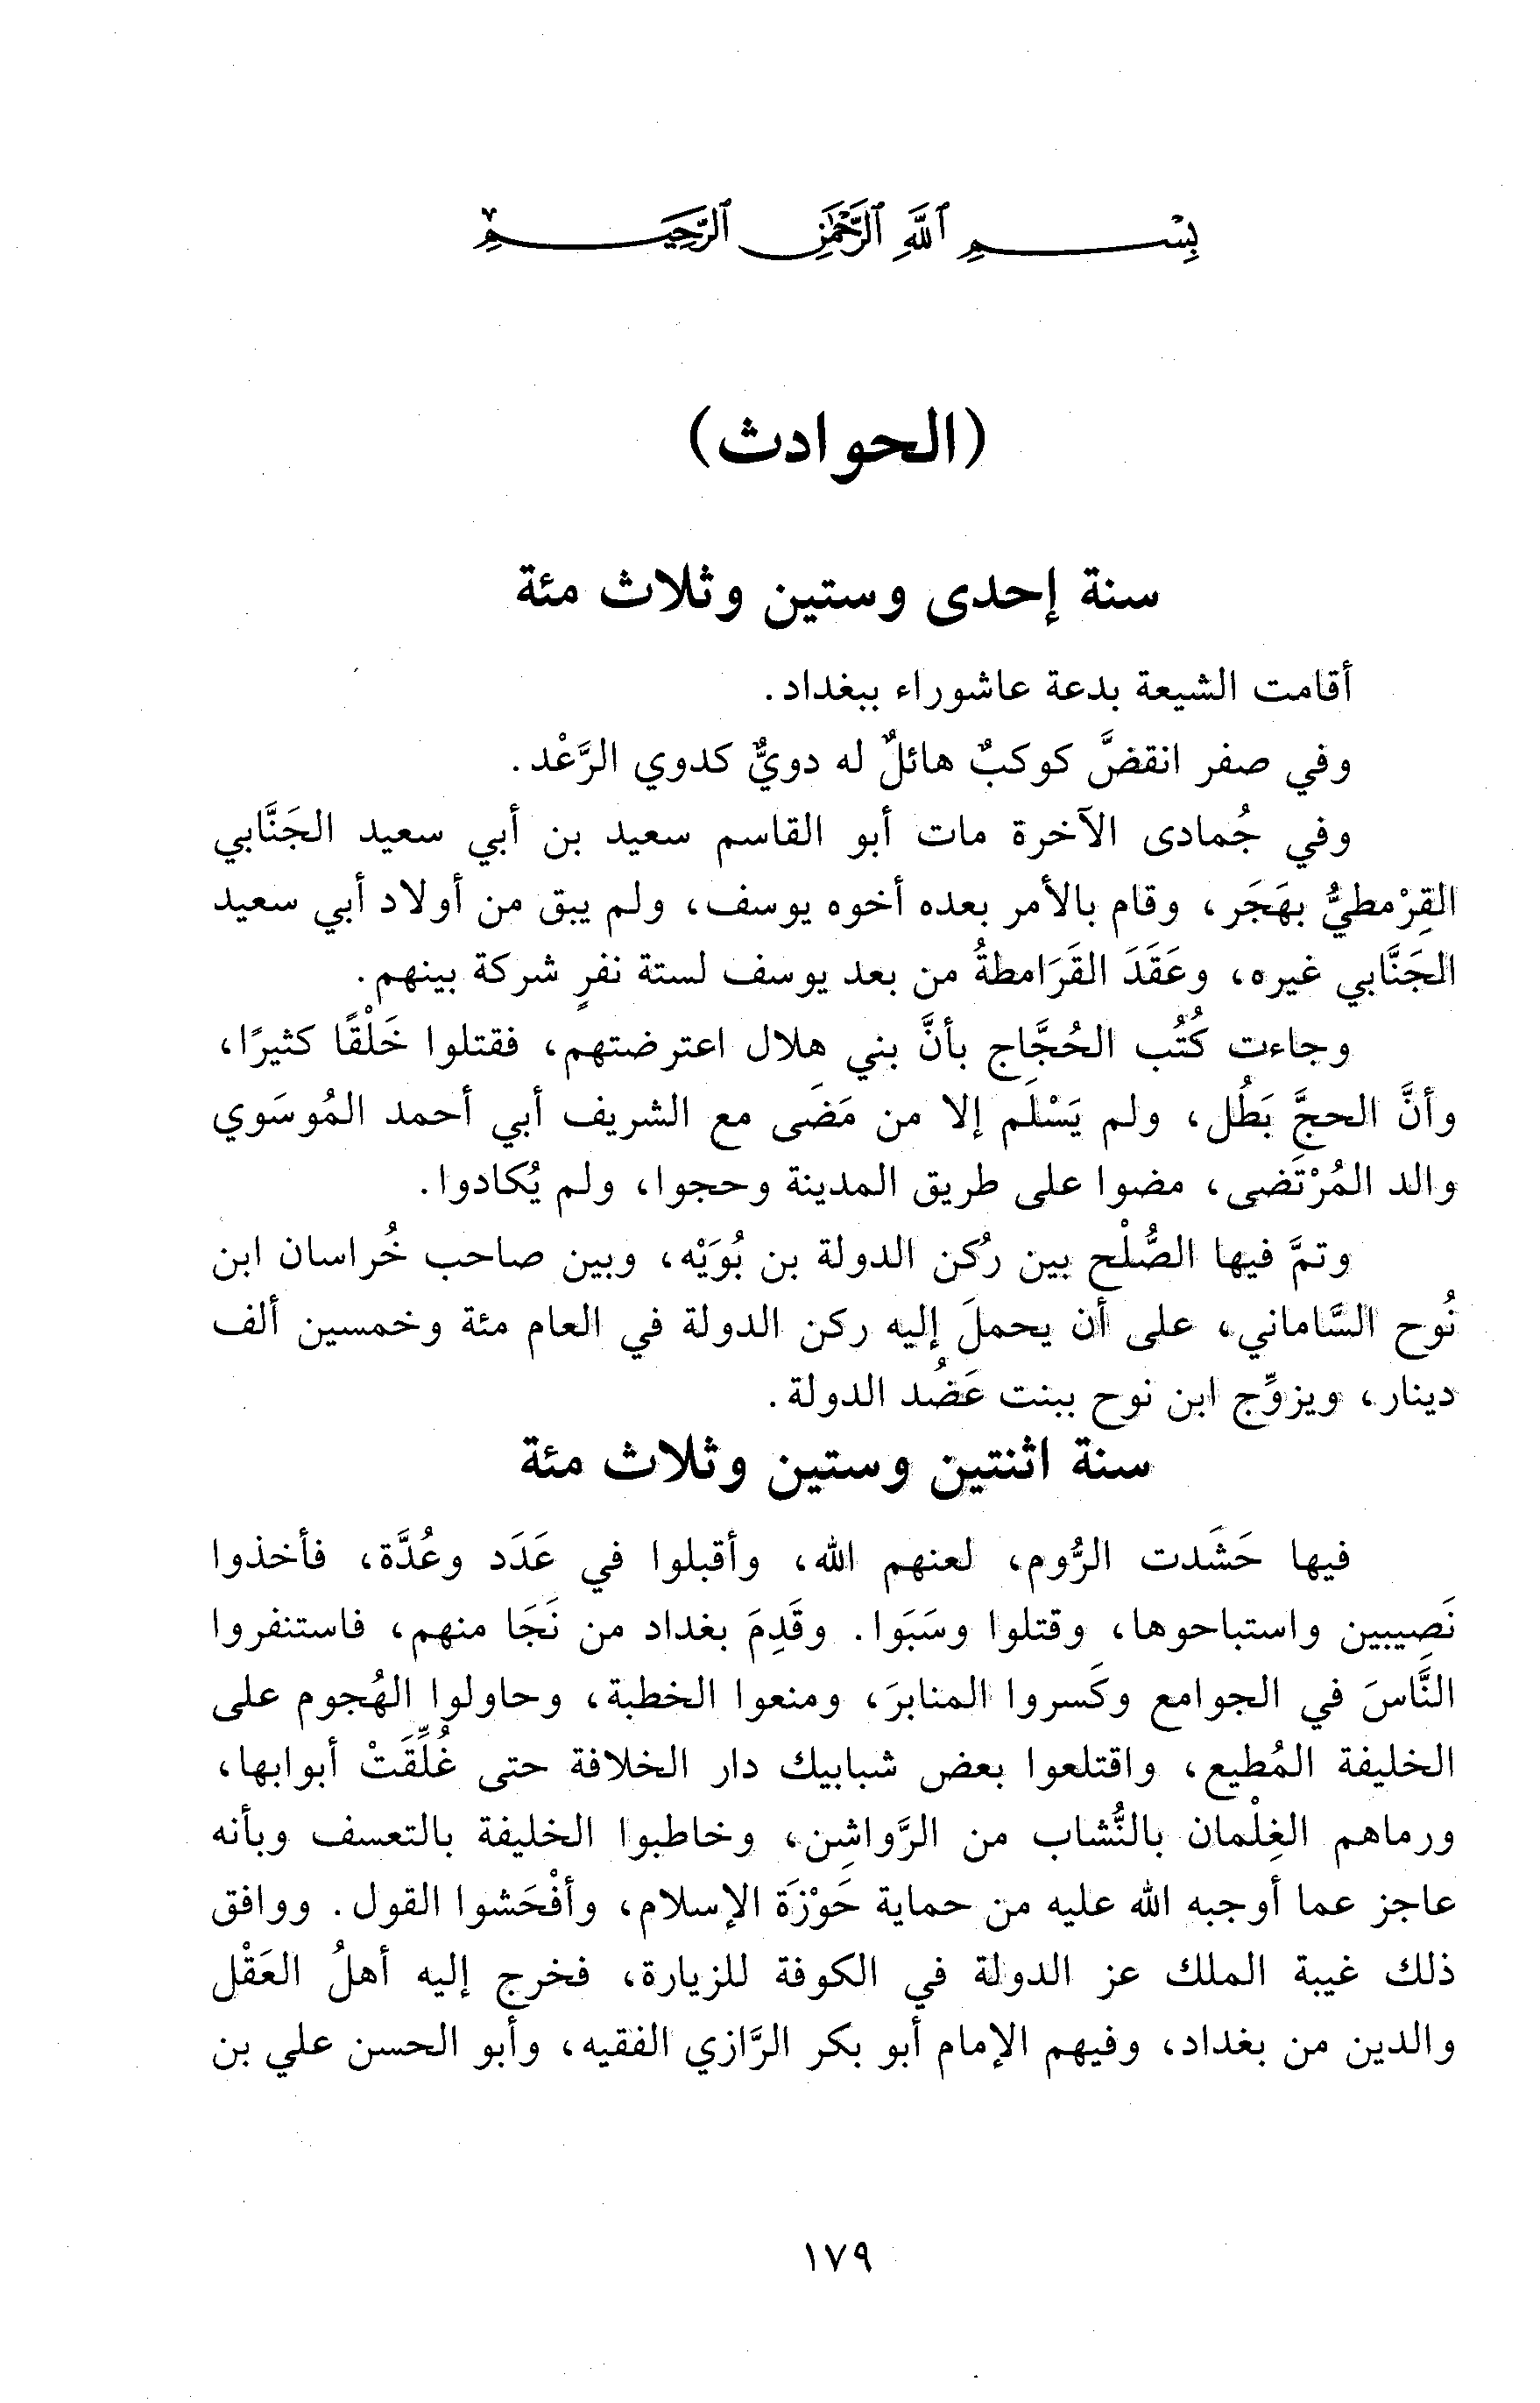 بِسْمِ ٱللَّهِ ٱلرَّحْمَٰنِ ٱلرَّحِيمِ
(الحوادث)
سنة إحدى وستين وثلاث مئة
أقامت الشيعة بدعة عاشوراء ببغداد.
وفي صفر انقضَّ كوكبٌ هائلٌ له دويٌّ كدوي الرَّعْد.
وفي جُمادى الآخرة مات أبو القاسم سعيد بن أبي سعيد الجَنَّابي
القِرْمطيُّ بهَجَر، وقام بالأمر بعده أخوه يوسف، ولم يبق من أولاد أبي سعيد
الجَنَّابي غيره، وعَقَدَ القَرَامطةُ من بعد يوسف لستة نفرٍ شركة بينهم.
وجاءت كُتُب الحُجَّاج بأنَّ بني هلال اعترضتهم، فقتلوا خَلْقًا كثيرًا،
وأنَّ الحجَّ بَطُل، ولم يَسْلَم إلا من مَضَى مع الشريف أبي أحمد المُوسَوي
والد المُرْتَضى، مضوا على طريق المدينة وحجوا، ولم يُكادوا.
وتمَّ فيها الصُّلْح بين رُكن الدولة بن بُوَيْه، وبين صاحب خُراسان ابن
نُوح السَّاماني، على أن يحملَ إليه ركن الدولة في العام مئة وخمسين ألف
دينار، ويزوِّج ابن نوح ببنت عَضُد الدولة.
سنة اثنتين وستين وثلاث مئة
فيها حَشَدت الرُّوم، لعنهم الله، وأقبلوا في عَدَد وعُدَّة، فأخذوا
نَصِيبين واستباحوها، وقتلوا وسَبَوا. وقَدِمَ بغداد من نَجَا منهم، فاستنفروا
النَّاسَ في الجوامع وكَسروا المنابرَ، ومنعوا الخطبة، وحاولوا الهُجوم على
الخليفة المُطيع، واقتلعوا بعض شبابيك دار الخلافة حتى غُلِّقَتْ أبوابها،
ورماهم الغِلْمان بالنُّشاب من الرَّواشِن، وخاطبوا الخليفة بالتعسف وبأنه
عاجز عما أوجبه الله عليه من حماية حَوْزَة الإسلام، وأفْحَشوا القول. ووافق
ذلك غيبة الملك عز الدولة في الكوفة للزيارة، فخرج إليه أهلُ العَقْل
والدين من بغداد، وفيهم الإمام أبو بكر الرَّازي الفقيه، وأبو الحسن علي بن
١٧٩